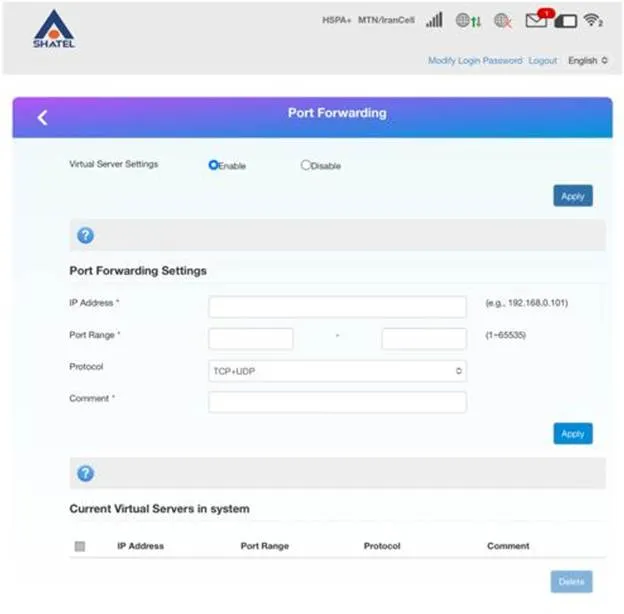 HSPA+ MTN/IranCell 1 2
SHATEL
Modify Login Password Logout English
Port Forwarding
Virtual Server Settings Enable Disable
Apply
?
Port Forwarding Settings
IP Address * (e.g., 192.168.0.101)
Port Range * - (1~65535)
Protocol TCP+UDP
Comment *
Apply
?
Current Virtual Servers in system
IP Address Port Range Protocol Comment
Delete